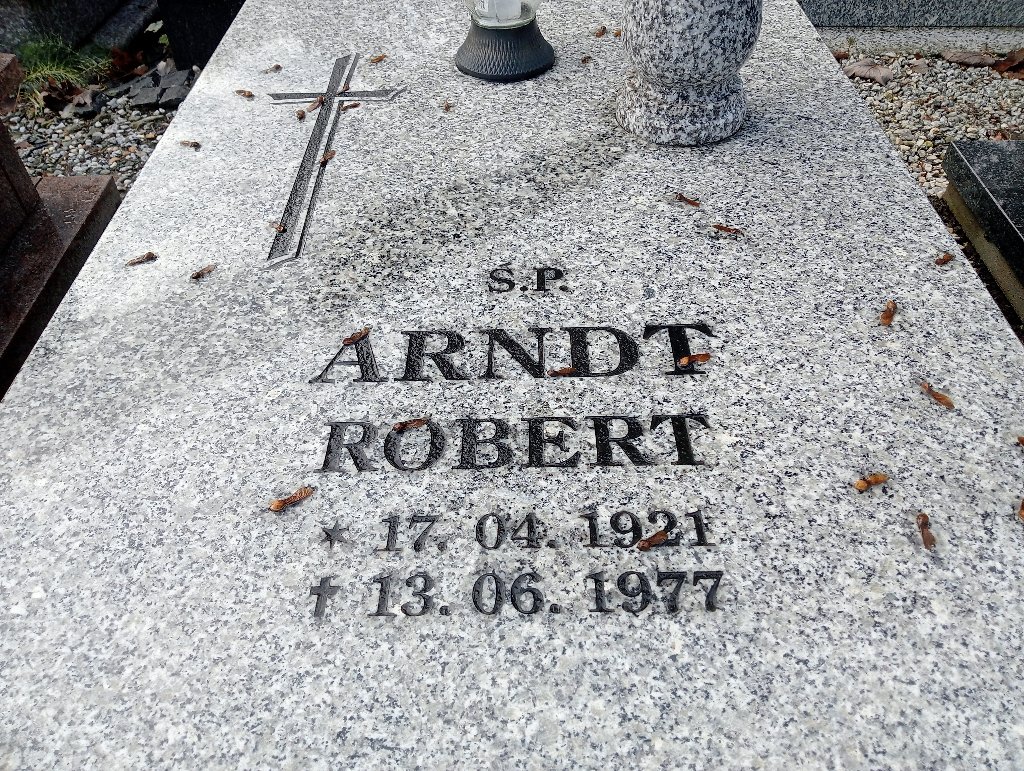 Ś.P.
ARNDT
ROBERT
* 17. 04. 1921
† 13. 06. 1977